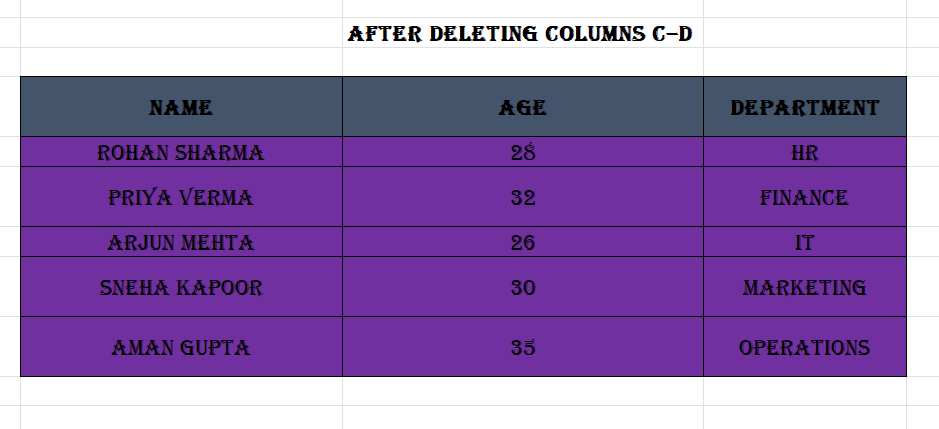 AFTER DELETING COLUMNS C-D
NAME AGE DEPARTMENT
ROHAN SHARMA 28 HR
PRIYA VERMA 32 FINANCE
ARJUN MEHTA 26 IT
SNEHA KAPOOR 30 MARKETING
AMAN GUPTA 35 OPERATIONS